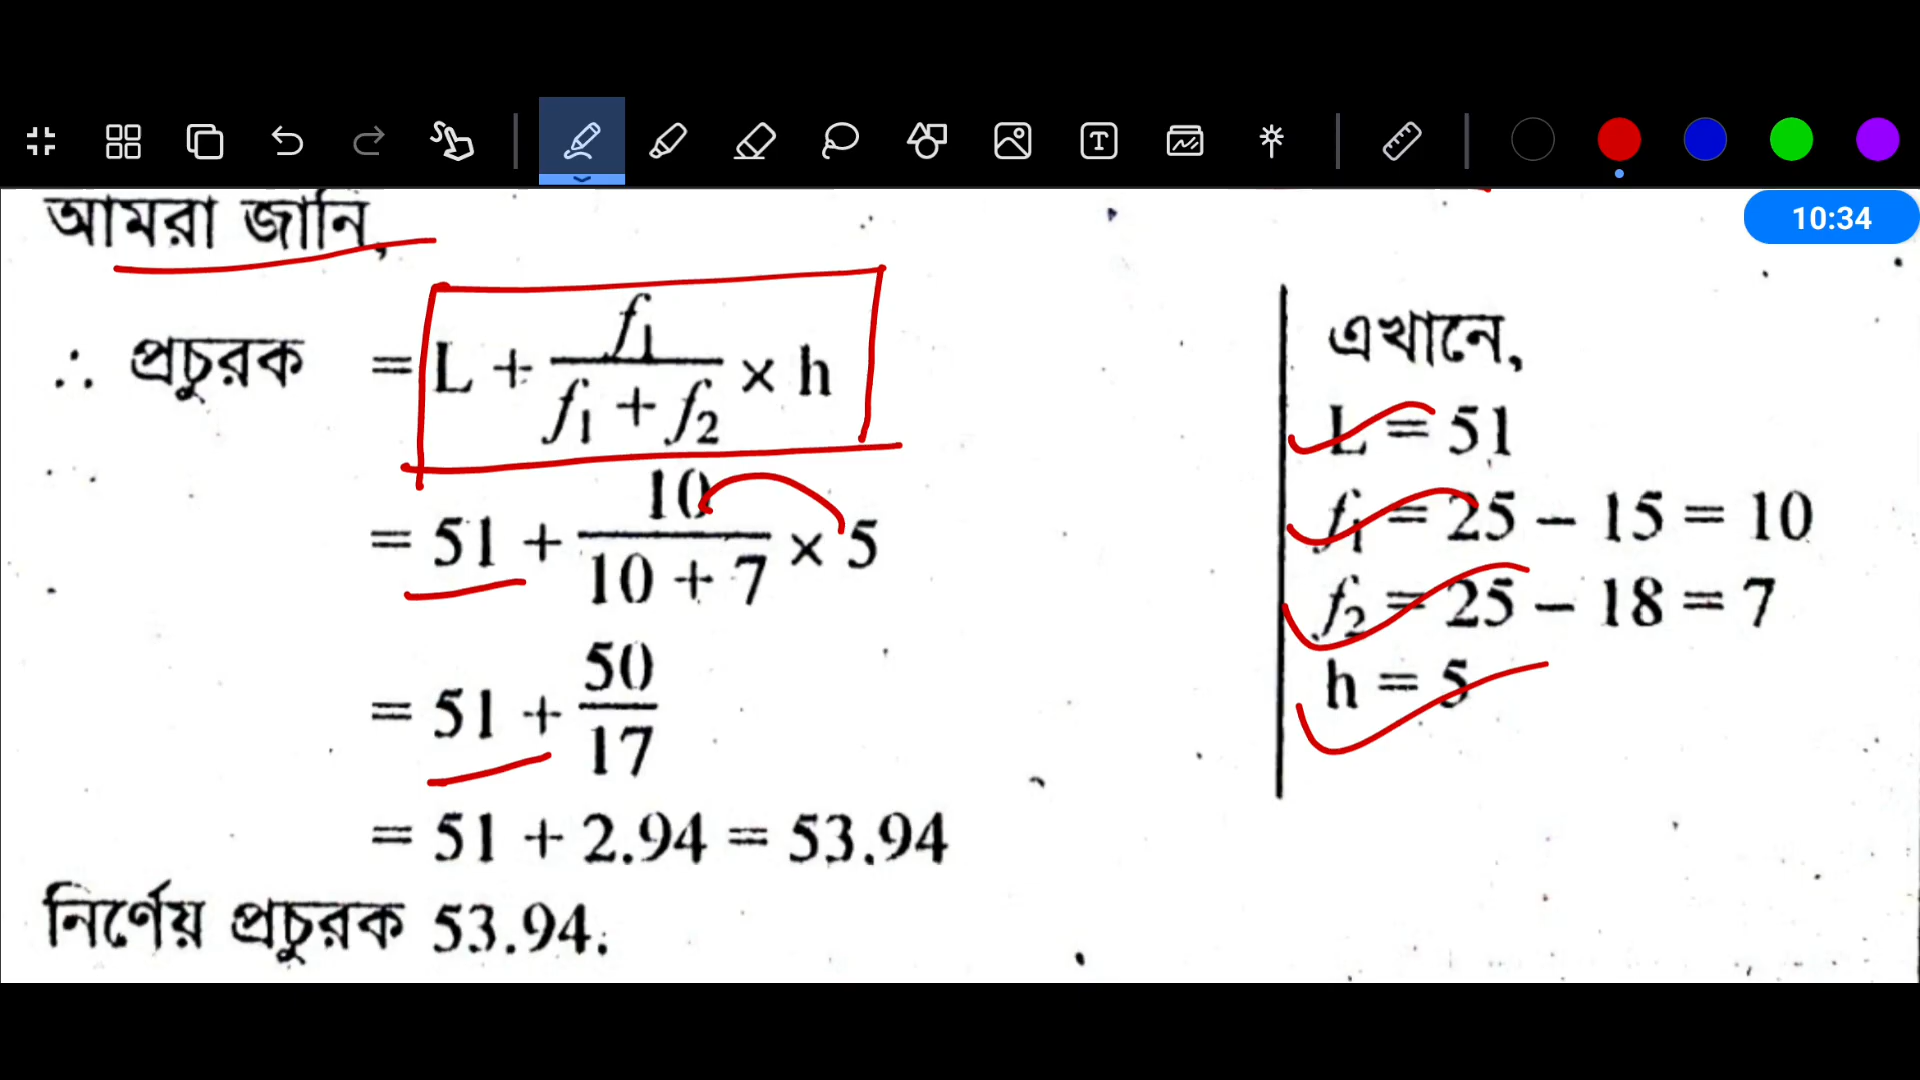 10:34
আমরা জানি,
∴ প্রচুরক = L + f₁/(f₁ + f₂) × h
= 51 + 10/(10 + 7) × 5
= 51 + 50/17
= 51 + 2.94 = 53.94
নির্ণেয় প্রচুরক 53.94.
এখানে,
L = 51
f₁ = 25 – 15 = 10
f₂ = 25 – 18 = 7
h = 5